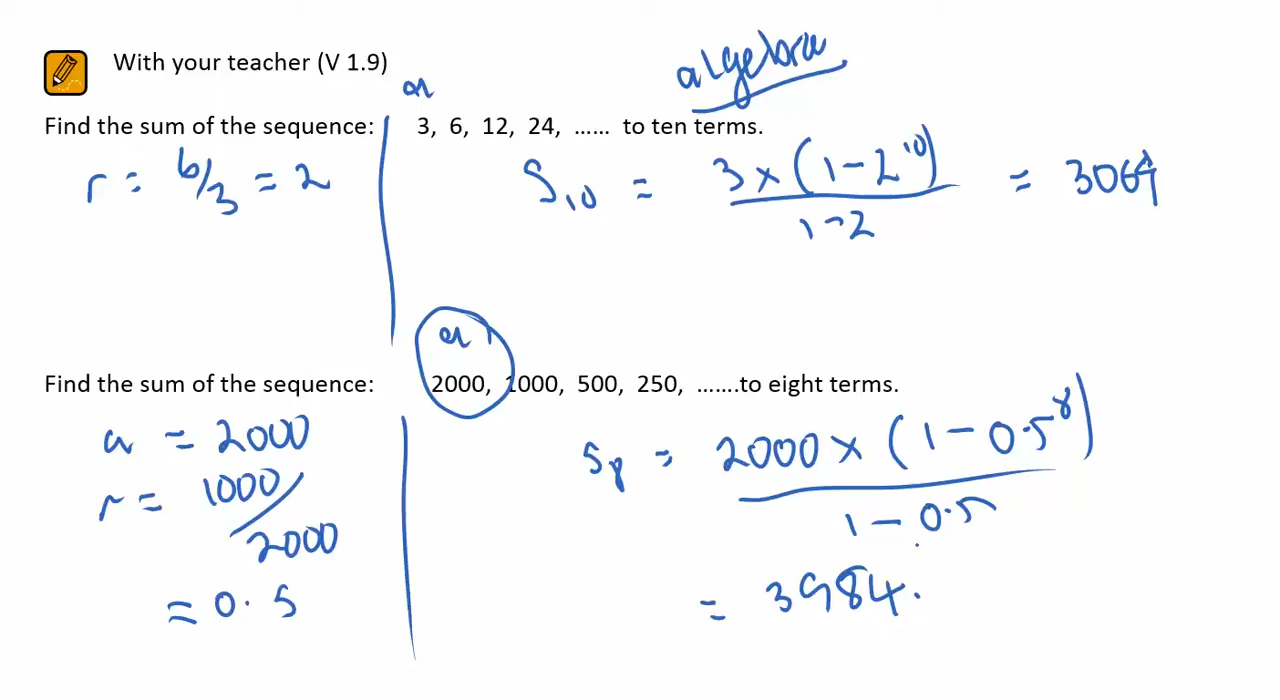 algebra
With your teacher (V 1.9)
a
Find the sum of the sequence: 3, 6, 12, 24, …… to ten terms.
r = 6/3 = 2
S10 = 3 × (1 - 2^10) / 1 - 2 = 3069
a
Find the sum of the sequence: 2000, 1000, 500, 250, …….to eight terms.
a = 2000
r = 1000/2000
= 0.5
S8 = 2000 × (1 - 0.5^8) / 1 - 0.5
= 3984.